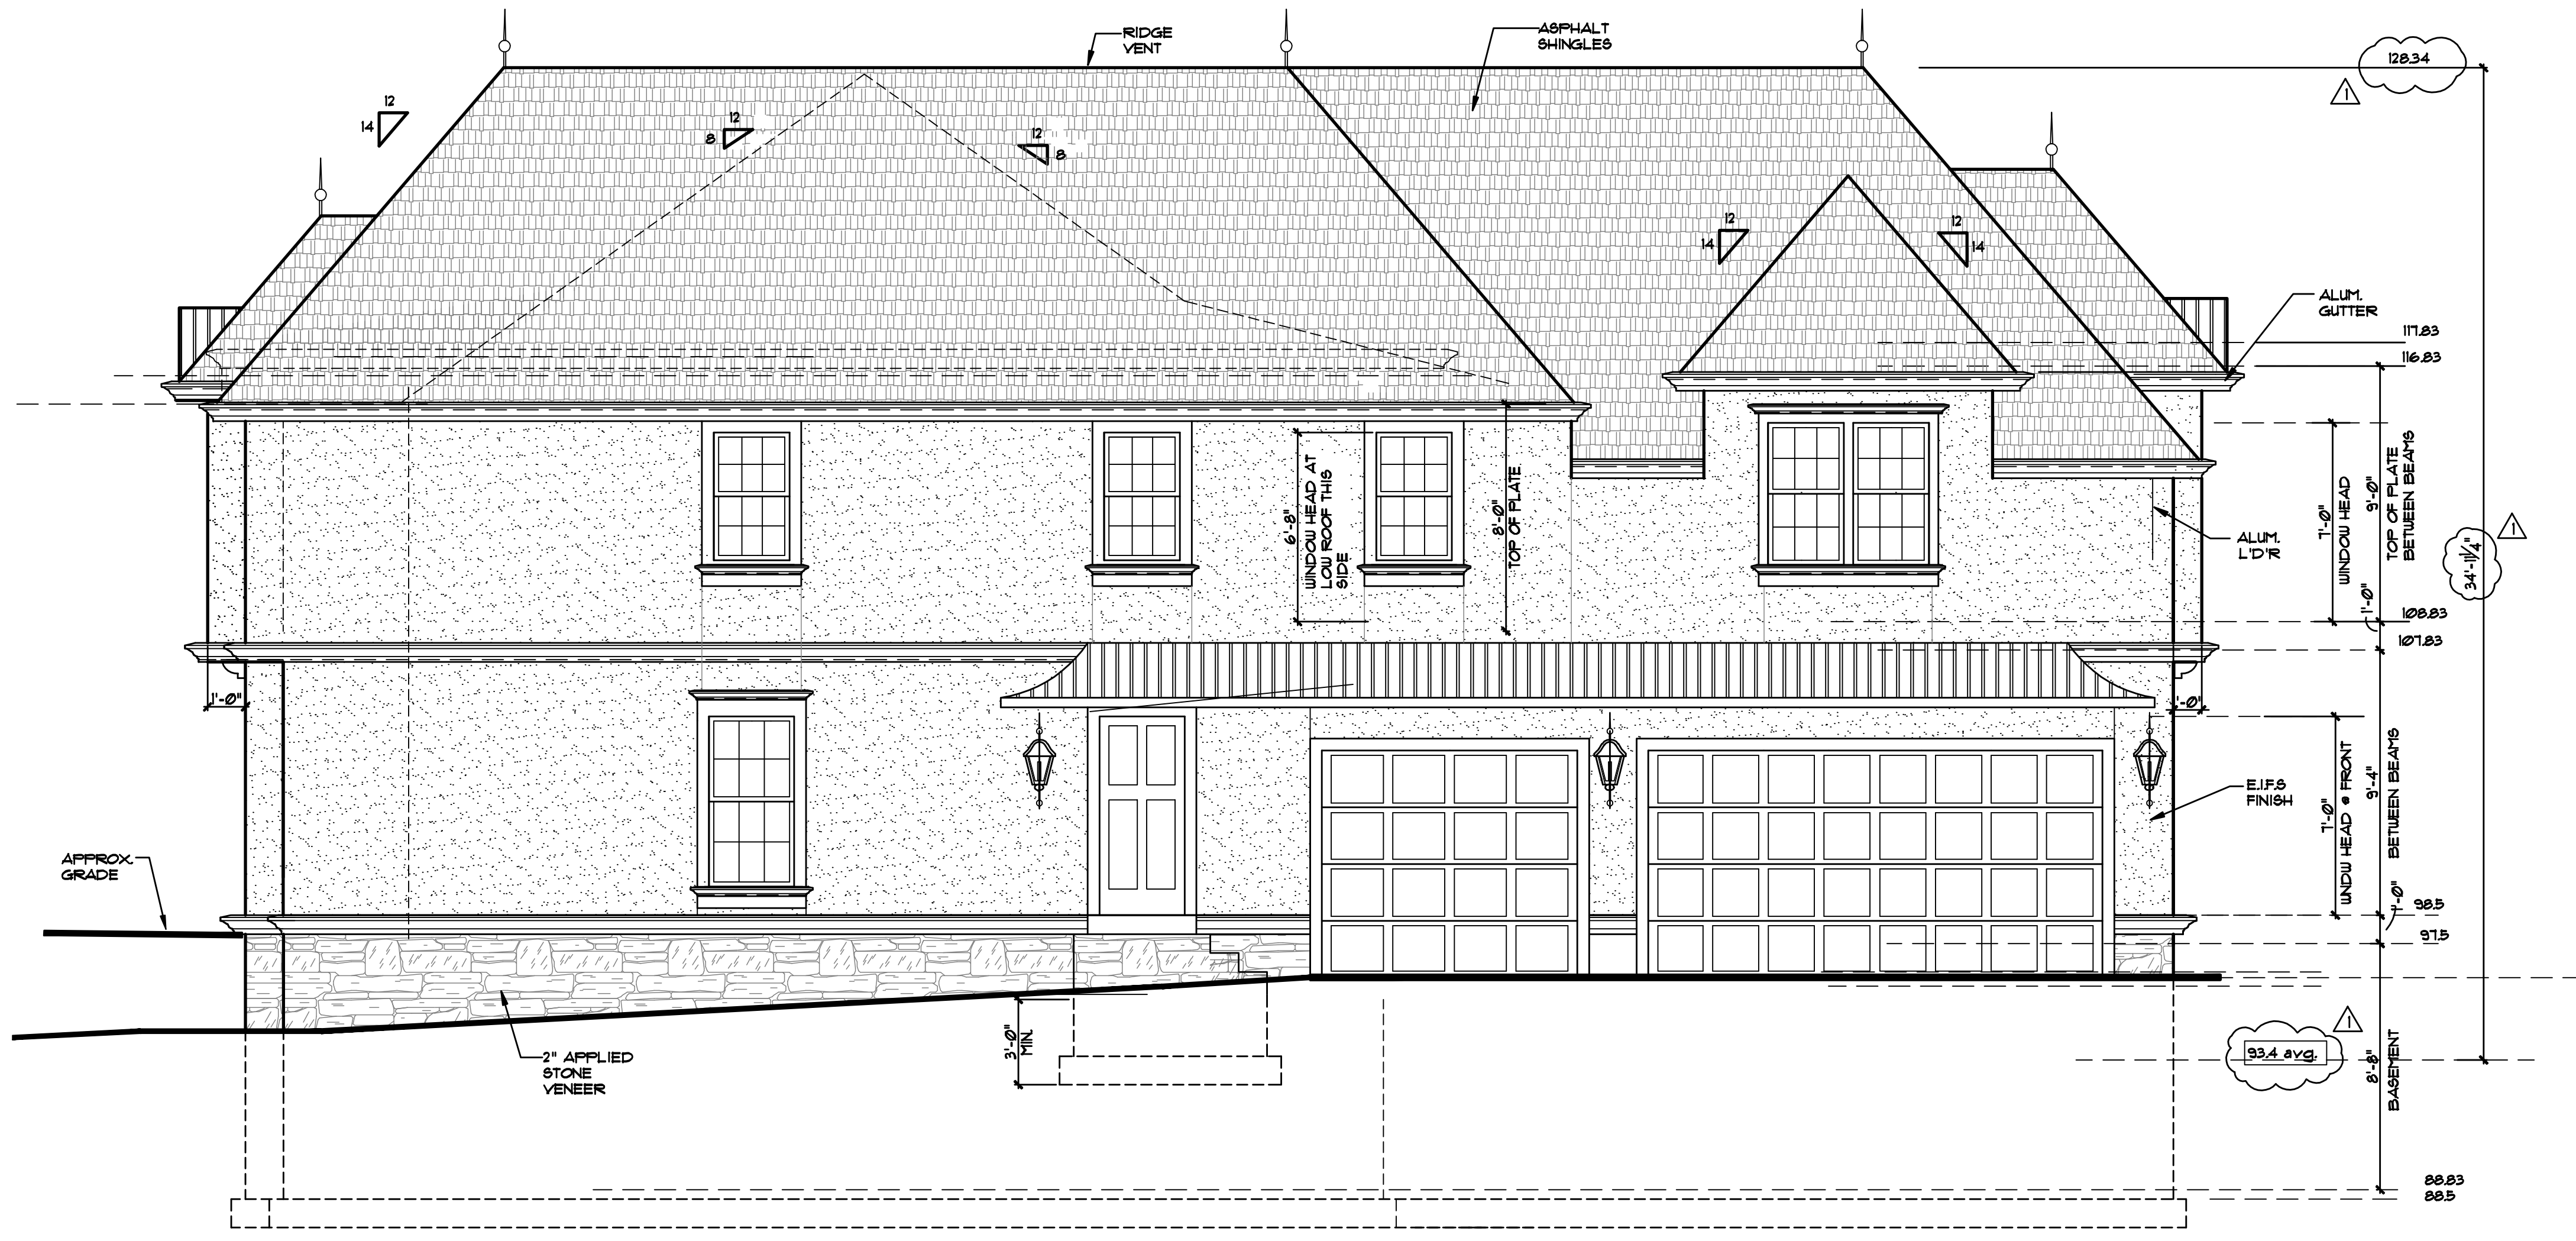 RIDGE
VENT
ASPHALT
SHINGLES
128.34
1
12
14
12
8
12
8
12
14
12
14
ALUM.
GUTTER
117.83
116.83
6'-8"
WINDOW HEAD AT
LOW ROOF THIS
SIDE
8'-0"
TOP OF PLATE
7'-0"
WINDOW HEAD
9'-0"
TOP OF PLATE
BETWEEN BEAMS
1
34'-11¼"
ALUM.
L'D'R
1'-0"
108.83
107.83
1'-0"
'-0"
7'-0"
WNDW HEAD @ FRONT
9'-4"
BETWEEN BEAMS
E.I.F.S
FINISH
APPROX.
GRADE
1'-0"
98.5
97.5
3'-0"
MIN.
2" APPLIED
STONE
VENEER
1
93.4 avg.
8'-8"
BASEMENT
88.83
88.5